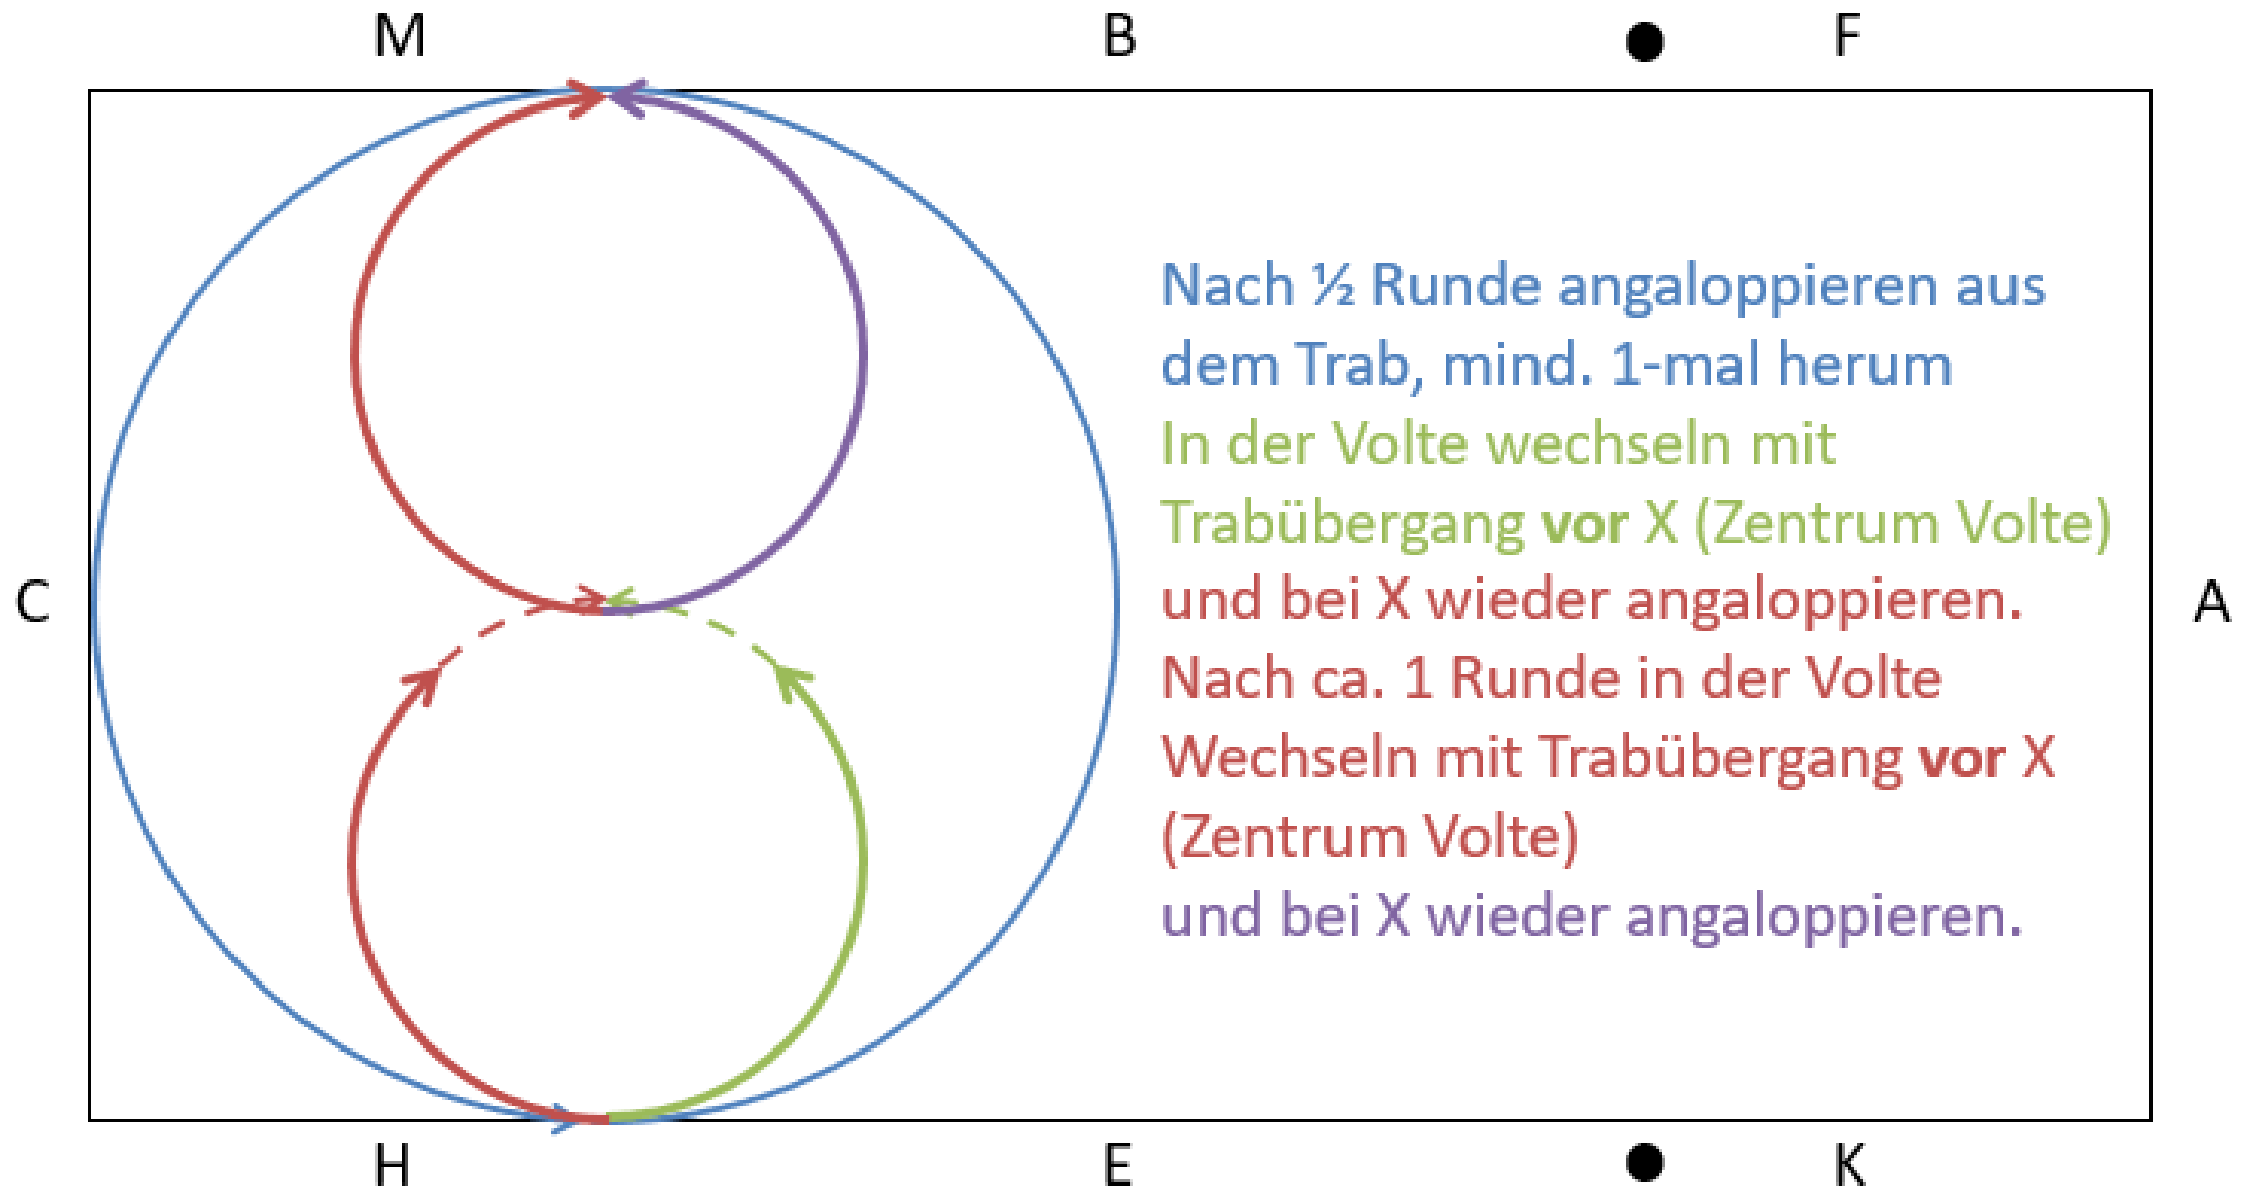 M B F
Nach ½ Runde angaloppieren aus
dem Trab, mind. 1-mal herum
In der Volte wechseln mit
Trabübergang vor X (Zentrum Volte)
C und bei X wieder angaloppieren. A
Nach ca. 1 Runde in der Volte
Wechseln mit Trabübergang vor X
(Zentrum Volte)
und bei X wieder angaloppieren.
H E K